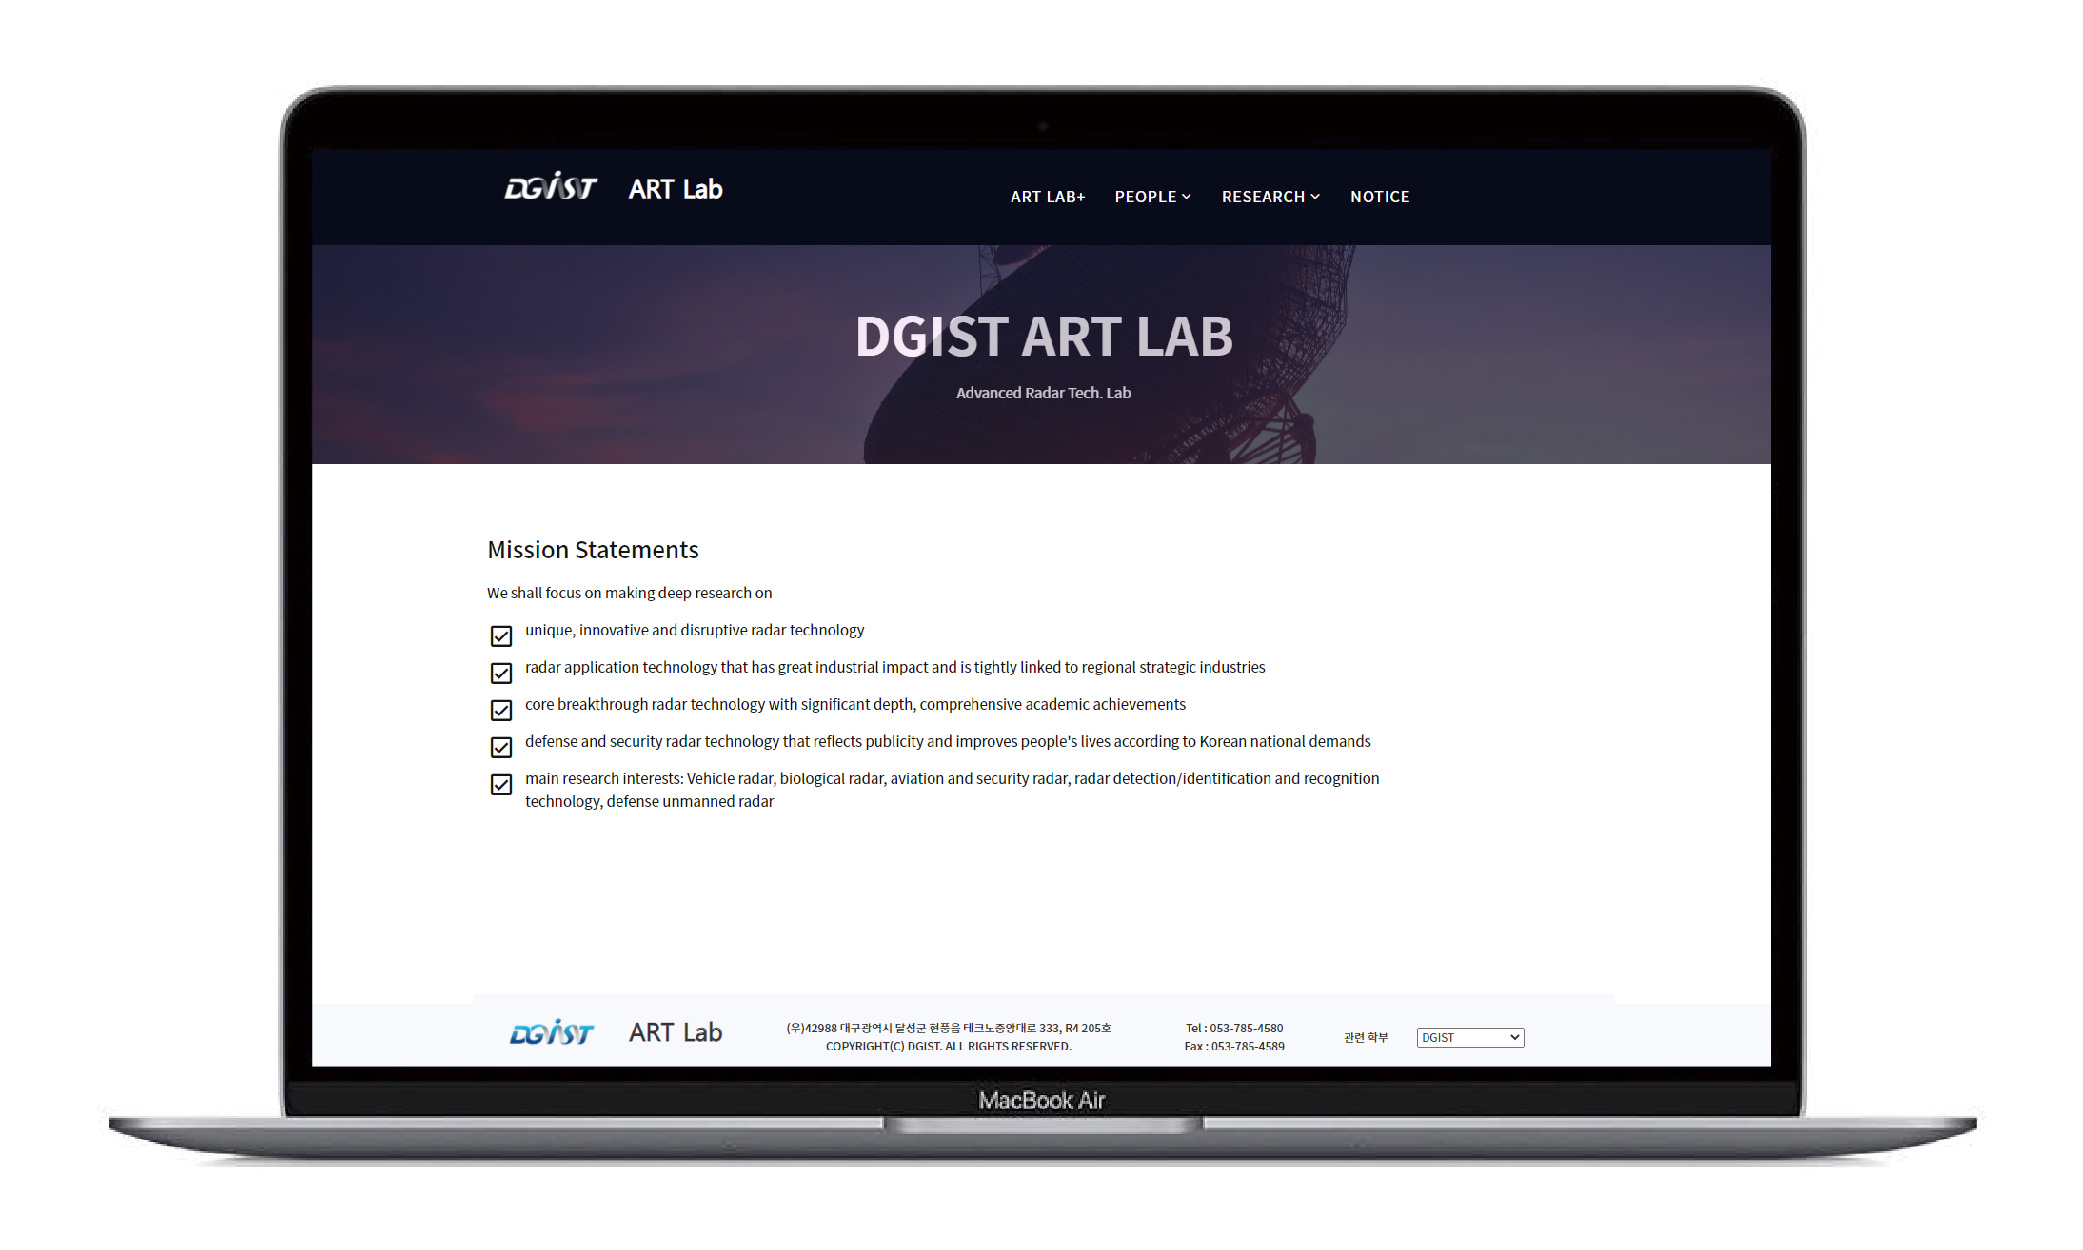 DGIST ART Lab
ART LAB+ PEOPLE RESEARCH NOTICE
DGIST ART LAB
Advanced Radar Tech. Lab
Mission Statements
We shall focus on making deep research on
unique, innovative and disruptive radar technology
radar application technology that has great industrial impact and is tightly linked to regional strategic industries
core breakthrough radar technology with significant depth, comprehensive academic achievements
defense and security radar technology that reflects publicity and improves people's lives according to Korean national demands
main research interests: Vehicle radar, biological radar, aviation and security radar, radar detection/identification and recognition
technology, defense unmanned radar
DGIST ART Lab
(우)42988 대구광역시 달성군 현풍읍 테크노중앙대로 333, R4 205호
COPYRIGHT(C) DGIST. ALL RIGHTS RESERVED.
Tel : 053-785-4580
Fax : 053-785-4589
관련 학부
DGIST
MacBook Air